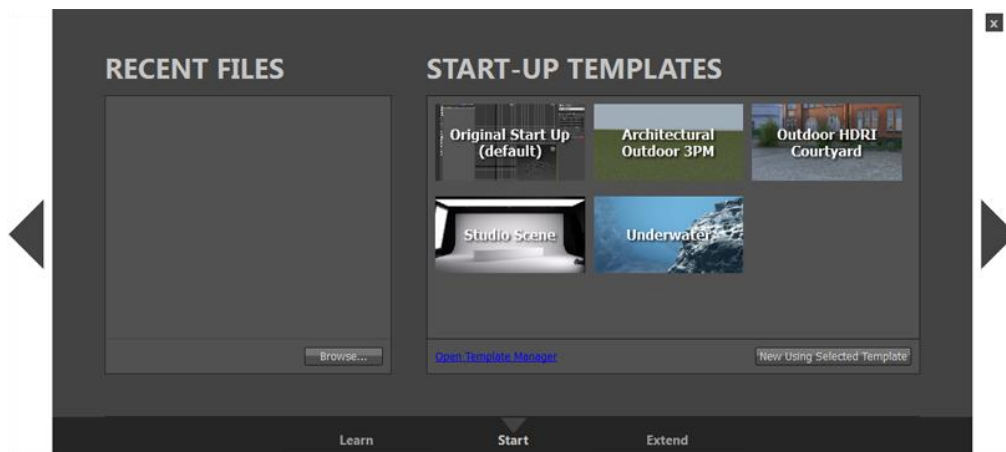 x
RECENT FILES
START-UP TEMPLATES
Original Start Up
(default)
Architectural
Outdoor 3PM
Outdoor HDRI
Courtyard
Studio Scene
Underwater
Browse...
Open Template Manager
New Using Selected Template
Learn
Start
Extend